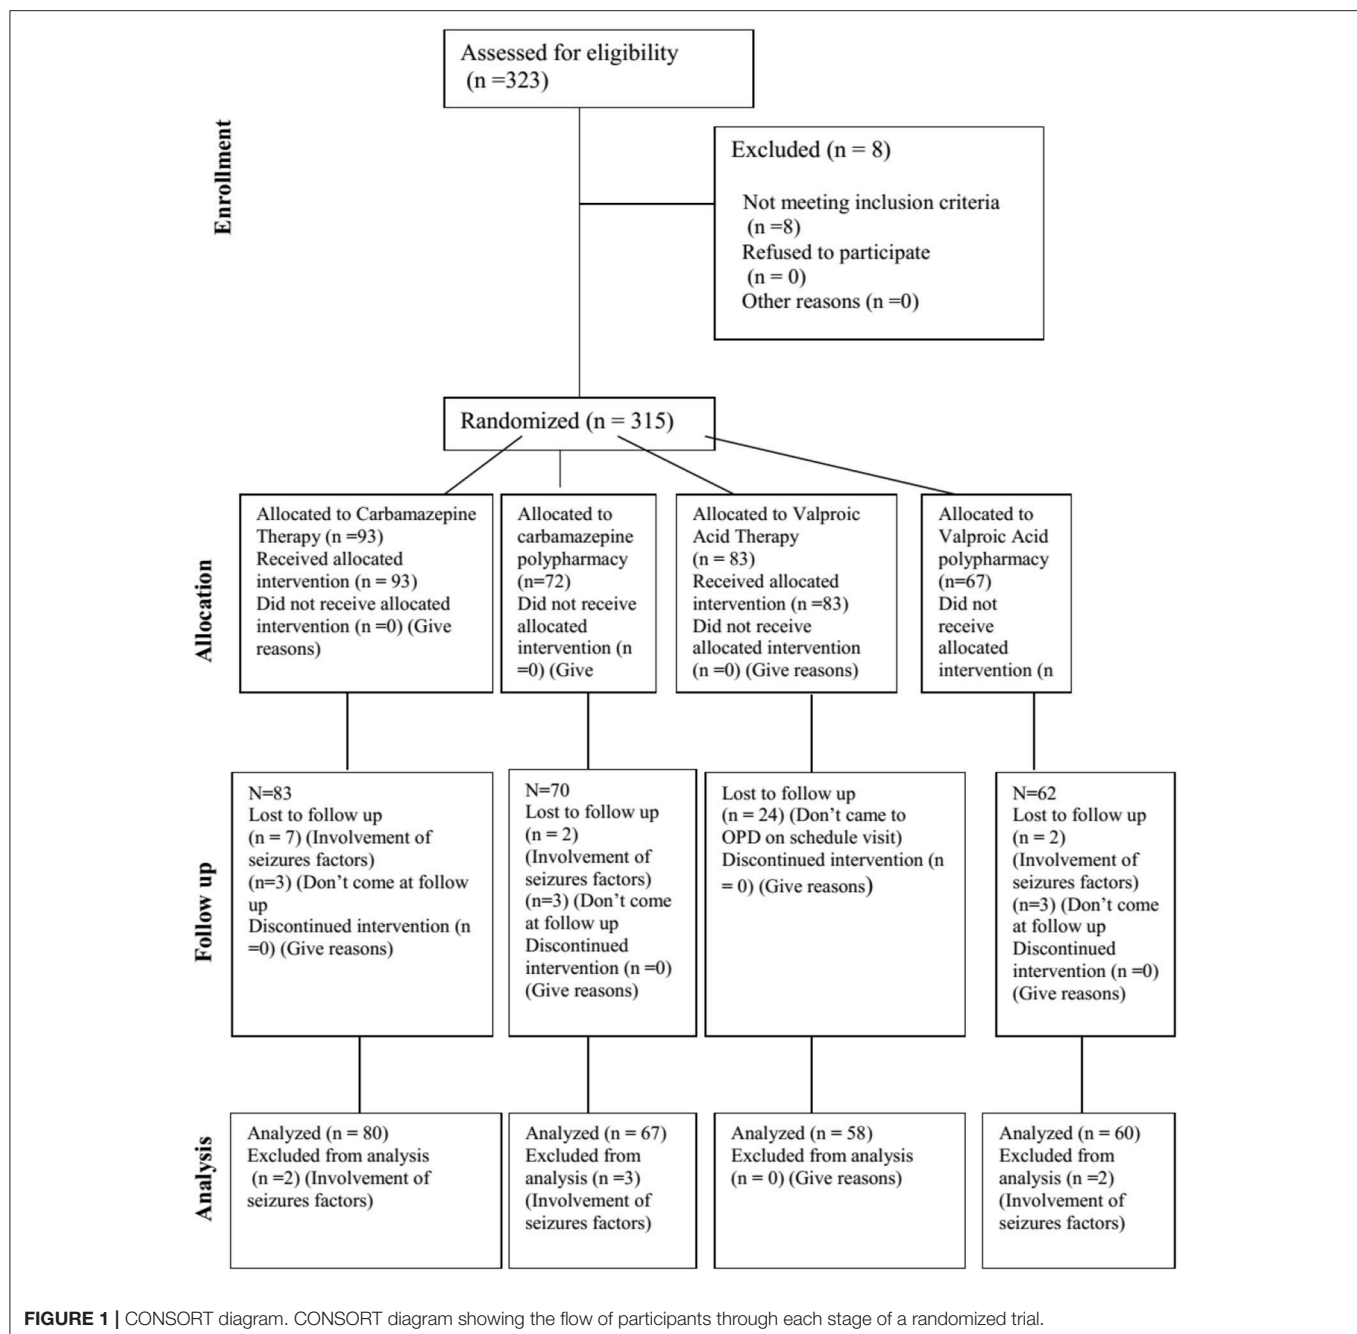 Assessed for eligibility
(n =323)
Enrollment
Excluded (n = 8)
Not meeting inclusion criteria
(n =8)
Refused to participate
(n = 0)
Other reasons (n =0)
Randomized (n = 315)
Allocation
Allocated to Carbamazepine
Therapy (n =93)
Received allocated
intervention (n = 93)
Did not receive allocated
intervention (n =0) (Give
reasons)
Allocated to
carbamazepine
polypharmacy
(n=72)
Did not receive
allocated
intervention (n
=0) (Give
Allocated to Valproic
Acid Therapy
(n = 83)
Received allocated
intervention (n =83)
Did not receive
allocated intervention
(n =0) (Give reasons)
Allocated to
Valproic Acid
polypharmacy
(n=67)
Did not
receive
allocated
intervention (n
Follow up
N=83
Lost to follow up
(n = 7) (Involvement of
seizures factors)
(n=3) (Don't come at follow
up
Discontinued intervention (n
=0) (Give reasons)
N=70
Lost to follow up
(n = 2)
(Involvement of
seizures factors)
(n=3) (Don't come
at follow up
Discontinued
intervention (n =0)
(Give reasons)
Lost to follow up
(n = 24) (Don't came to
OPD on schedule visit)
Discontinued intervention (n
= 0) (Give reasons)
N=62
Lost to follow up
(n = 2)
(Involvement of
seizures factors)
(n=3) (Don't come
at follow up
Discontinued
intervention (n =0)
(Give reasons)
Analysis
Analyzed (n = 80)
Excluded from analysis
(n =2) (Involvement of
seizures factors)
Analyzed (n = 67)
Excluded from
analysis (n =3)
(Involvement of
seizures factors)
Analyzed (n = 58)
Excluded from analysis
(n = 0) (Give reasons)
Analyzed (n = 60)
Excluded from
analysis (n =2)
(Involvement of
seizures factors)
FIGURE 1 | CONSORT diagram. CONSORT diagram showing the flow of participants through each stage of a randomized trial.